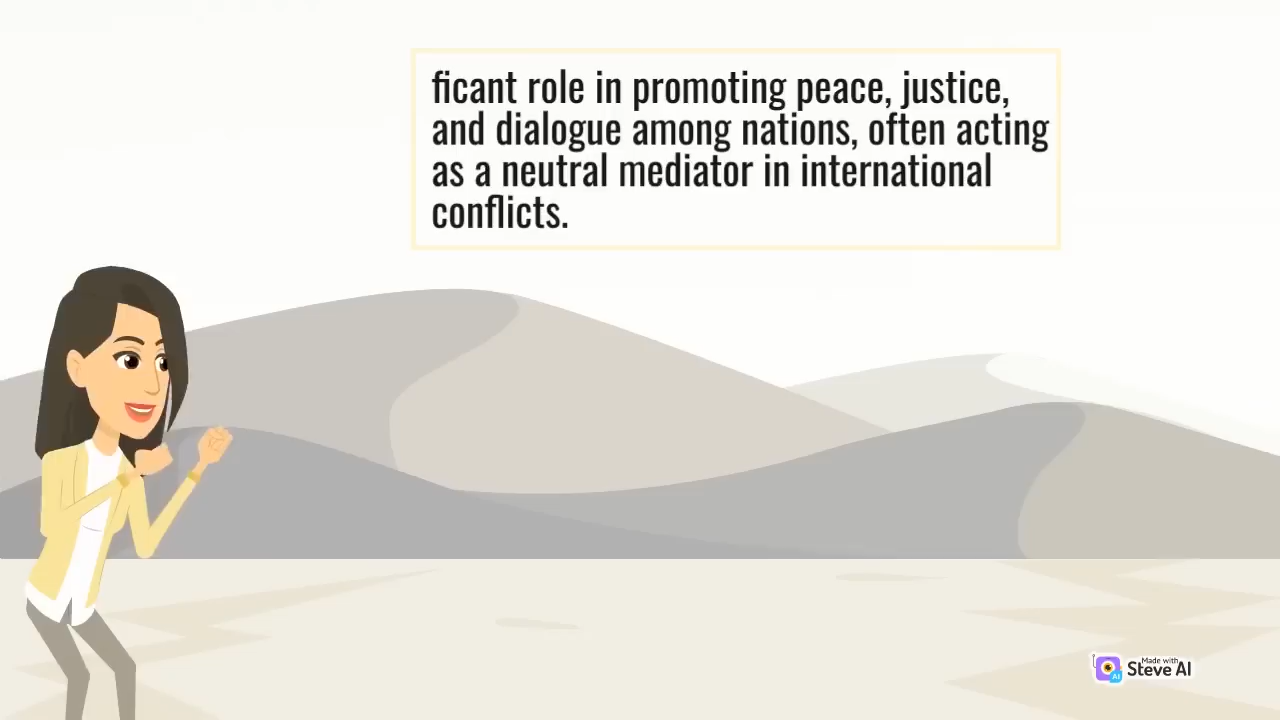 ficant role in promoting peace, justice,
and dialogue among nations, often acting
as a neutral mediator in international
conflicts.
Made with
Steve AI
AI